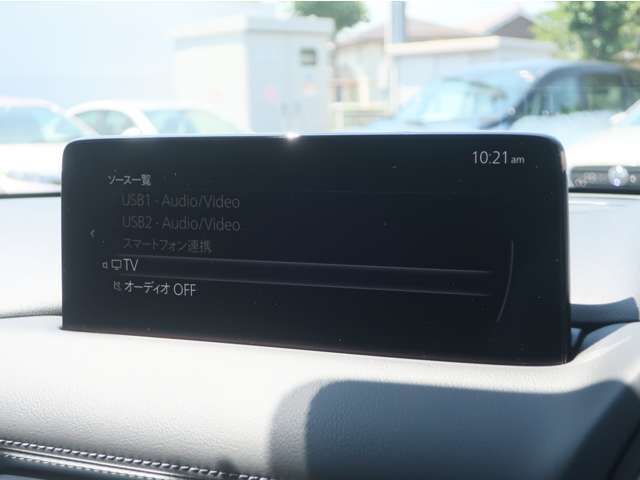 10:21 am
ソース一覧
USB1 - Audio/Video
USB2 - Audio/Video
スマートフォン連携
TV
オーディオ OFF